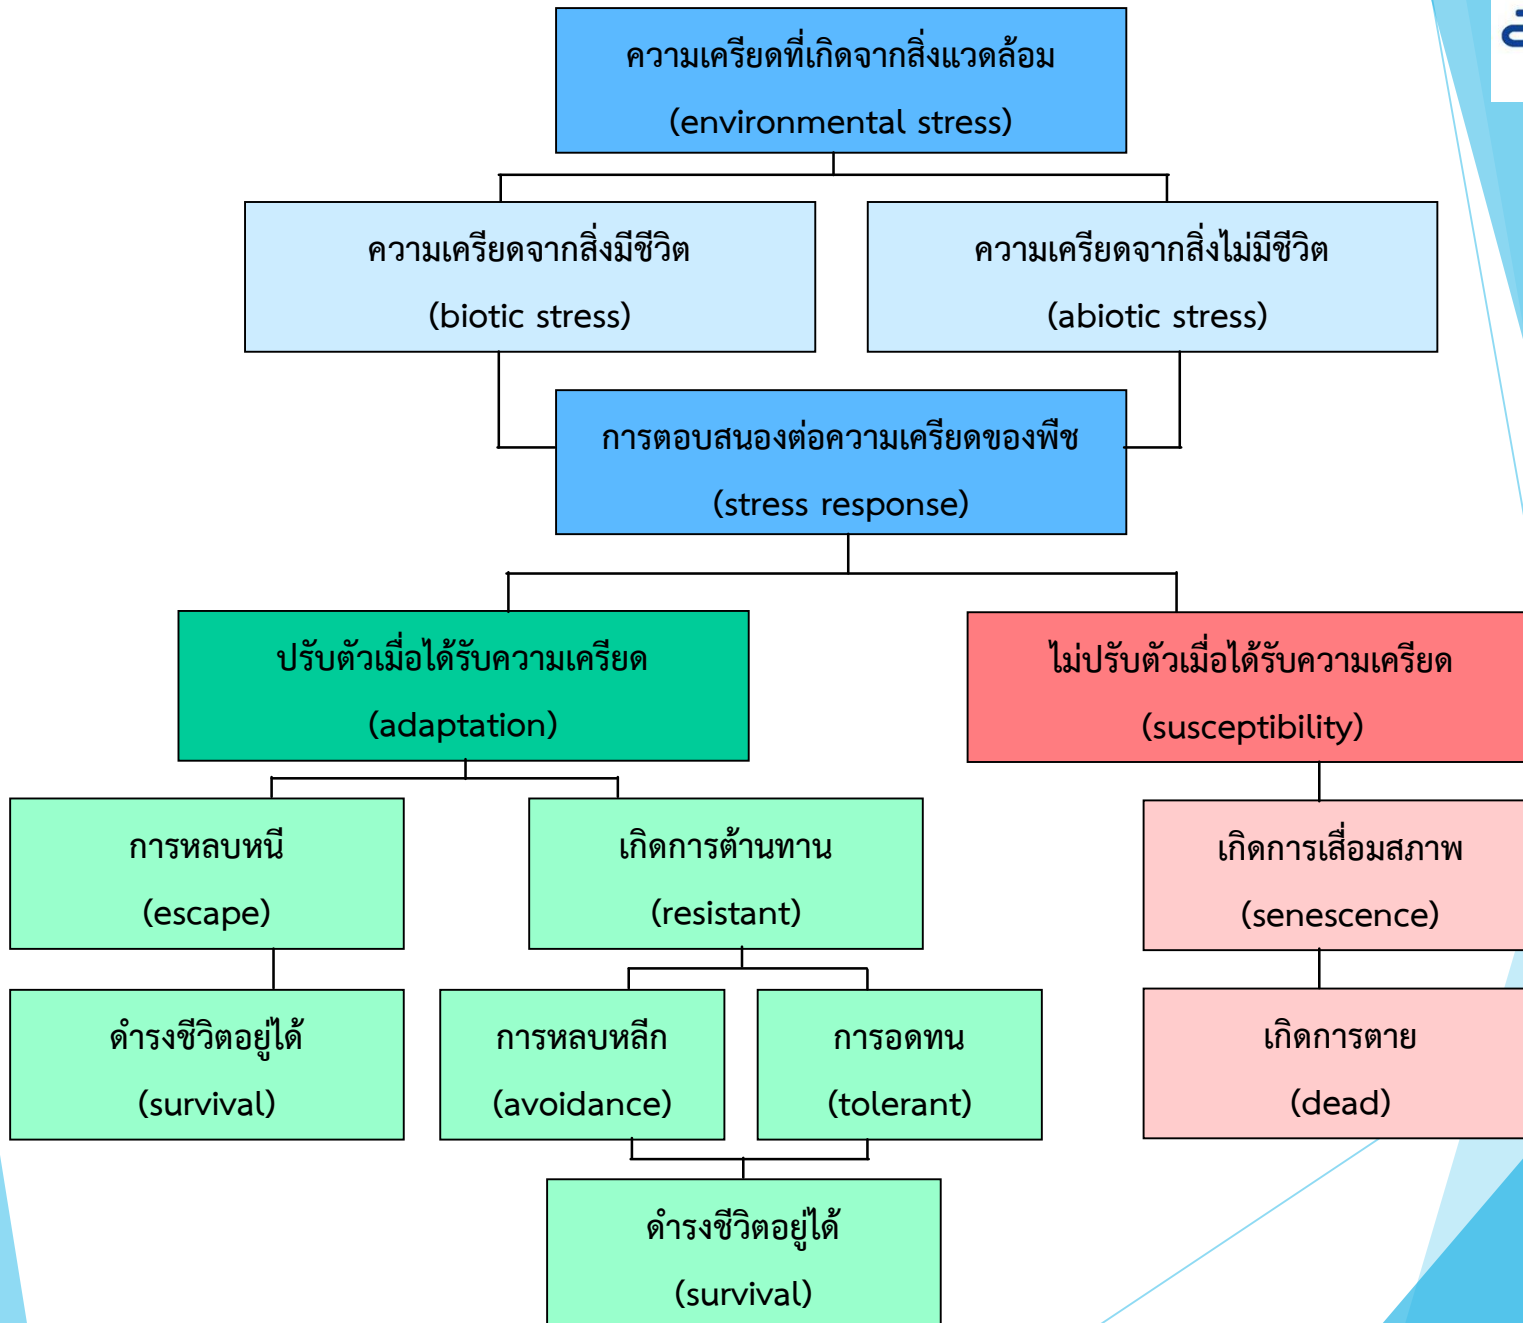 ความเครียดที่เกิดจากสิ่งแวดล้อม
(environmental stress)
ความเครียดจากสิ่งมีชีวิต
(biotic stress)
ความเครียดจากสิ่งไม่มีชีวิต
(abiotic stress)
การตอบสนองต่อความเครียดของพืช
(stress response)
ปรับตัวเมื่อได้รับความเครียด
(adaptation)
ไม่ปรับตัวเมื่อได้รับความเครียด
(susceptibility)
การหลบหนี
(escape)
เกิดการต้านทาน
(resistant)
เกิดการเสื่อมสภาพ
(senescence)
ดำรงชีวิตอยู่ได้
(survival)
การหลบหลีก
(avoidance)
การอดทน
(tolerant)
เกิดการตาย
(dead)
ดำรงชีวิตอยู่ได้
(survival)